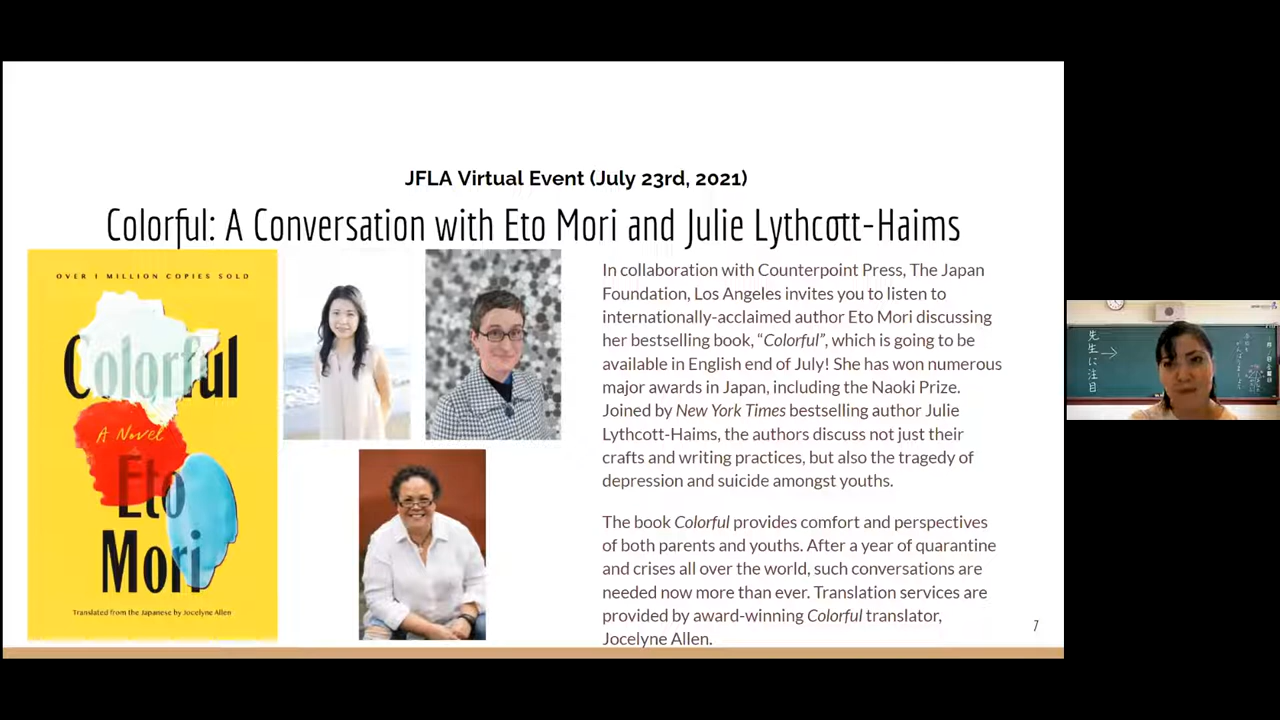 JFLA Virtual Event (July 23rd, 2021)
Colorful: A Conversation with Eto Mori and Julie Lythcott-Haims
OVER 1 MILLION COPIES SOLD
Colorful
A Novel
Eto
Mori
Translated from the Japanese by Jocelyne Allen
In collaboration with Counterpoint Press, The Japan
Foundation, Los Angeles invites you to listen to
internationally-acclaimed author Eto Mori discussing
her bestselling book, “Colorful”, which is going to be
available in English end of July! She has won numerous
major awards in Japan, including the Naoki Prize.
Joined by New York Times bestselling author Julie
Lythcott-Haims, the authors discuss not just their
crafts and writing practices, but also the tragedy of
depression and suicide amongst youths.
The book Colorful provides comfort and perspectives
of both parents and youths. After a year of quarantine
and crises all over the world, such conversations are
needed now more than ever. Translation services are
provided by award-winning Colorful translator,
Jocelyne Allen.
7
先生に注目